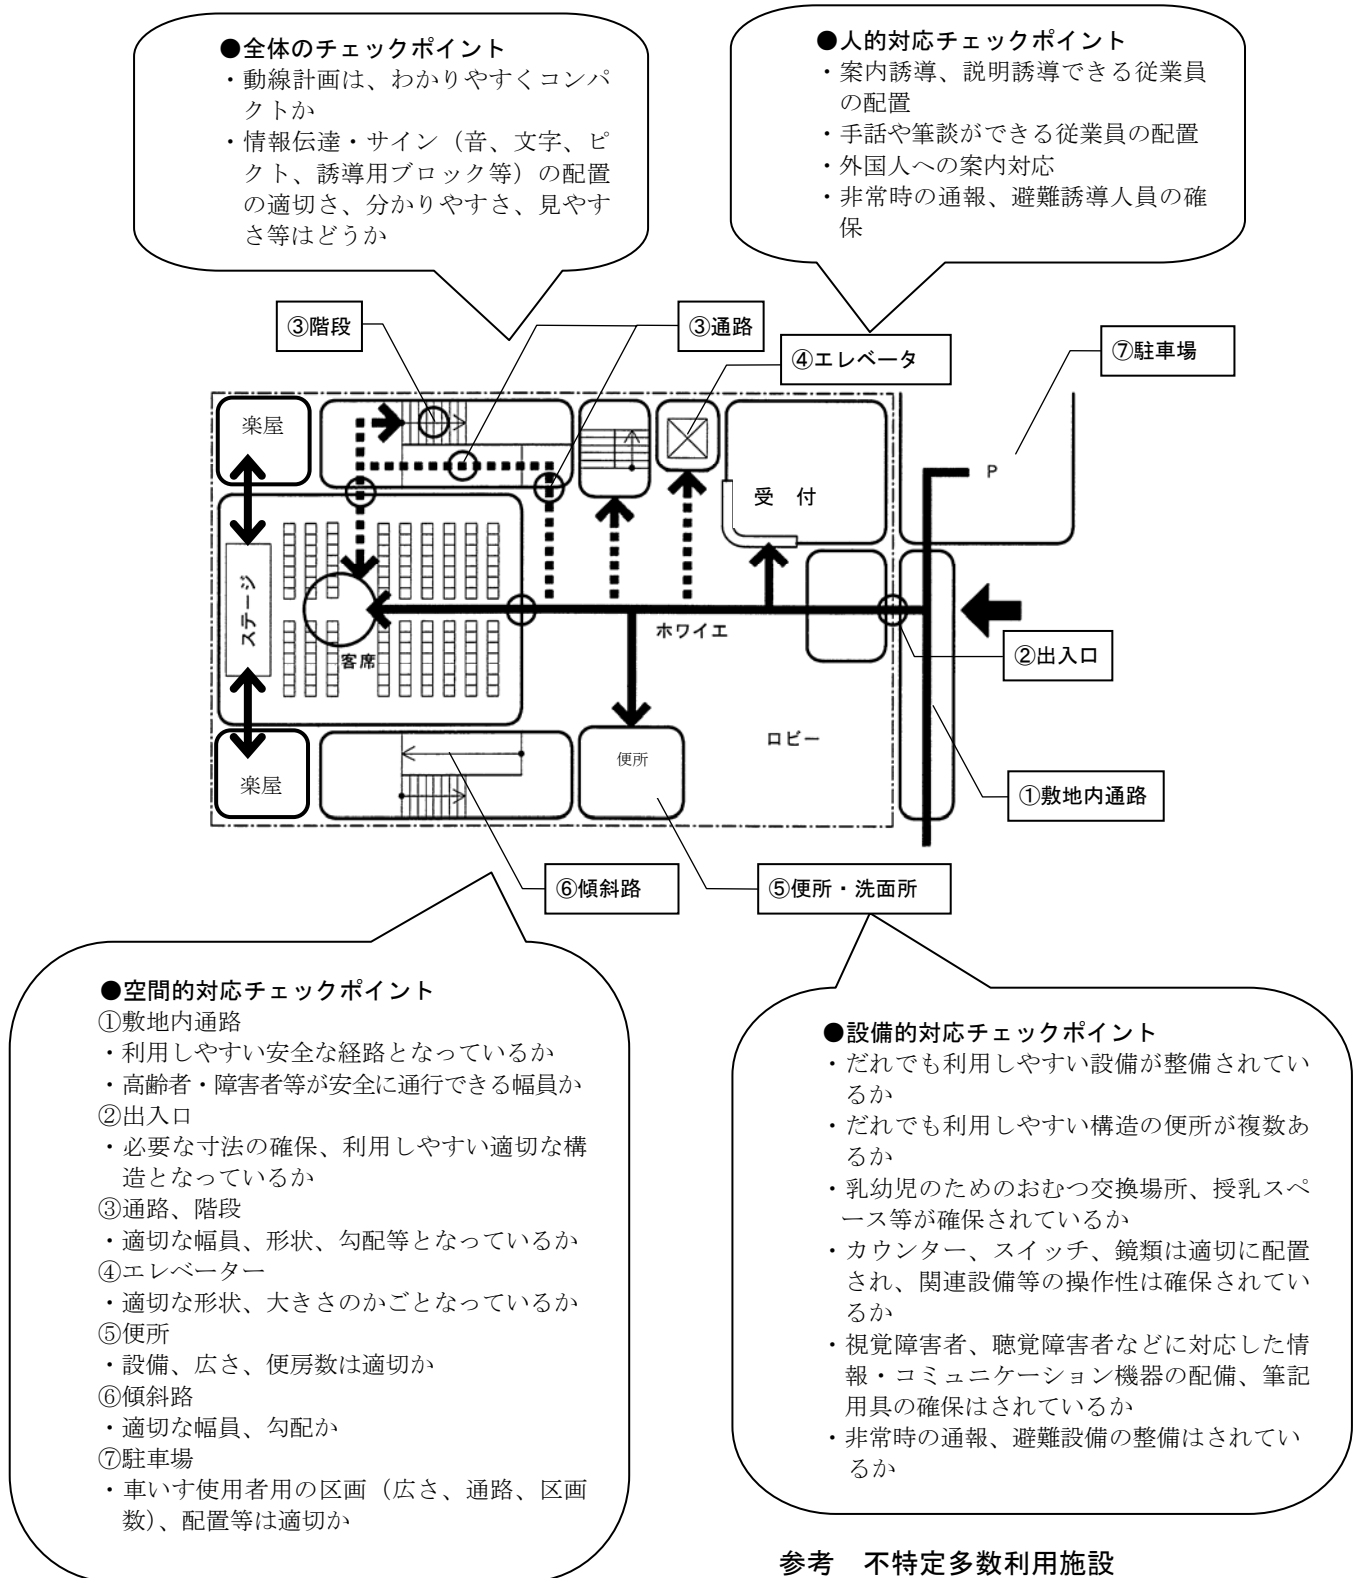 ●全体のチェックポイント
・動線計画は、わかりやすくコンパ
クトか
・情報伝達・サイン（音、文字、ピ
クト、誘導用ブロック等）の配置
の適切さ、分かりやすさ、見やす
さ等はどうか
●人的対応チェックポイント
・案内誘導、説明誘導できる従業員
の配置
・手話や筆談ができる従業員の配置
・外国人への案内対応
・非常時の通報、避難誘導人員の確
保
③階段
③通路
④エレベータ
⑦駐車場
楽屋
受　付
P
ステージ
客席
ホワイエ
②出入口
ロビー
便所
楽屋
①敷地内通路
⑥傾斜路
⑤便所・洗面所
●空間的対応チェックポイント
①敷地内通路
・利用しやすい安全な経路となっているか
・高齢者・障害者等が安全に通行できる幅員か
②出入口
・必要な寸法の確保、利用しやすい適切な構
造となっているか
③通路、階段
・適切な幅員、形状、勾配等となっているか
④エレベーター
・適切な形状、大きさのかごとなっているか
⑤便所
・設備、広さ、便房数は適切か
⑥傾斜路
・適切な幅員、勾配か
⑦駐車場
・車いす使用者用の区画（広さ、通路、区画
数）、配置等は適切か
●設備的対応チェックポイント
・だれでも利用しやすい設備が整備されてい
るか
・だれでも利用しやすい構造の便所が複数あ
るか
・乳幼児のためのおむつ交換場所、授乳スペ
ース等が確保されているか
・カウンター、スイッチ、鏡類は適切に配置
され、関連設備等の操作性は確保されてい
るか
・視覚障害者、聴覚障害者などに対応した情
報・コミュニケーション機器の配備、筆記
用具の確保はされているか
・非常時の通報、避難設備の整備はされてい
るか
参考　不特定多数利用施設